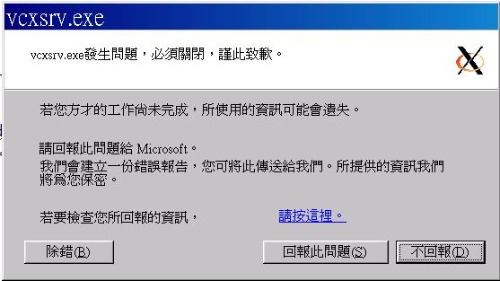 vcxsrv.exe
vcxsrv.exe發生問題，必須關閉，謹此致歉。
若您方才的工作尚未完成，所使用的資訊可能會遺失。
請回報此問題給 Microsoft。
我們會建立一份錯誤報告，您可將此傳送給我們。所提供的資訊我們
將為您保密。
若要檢查您所回報的資訊，
請按這裡。
除錯(B)
回報此問題(S)
不回報(D)